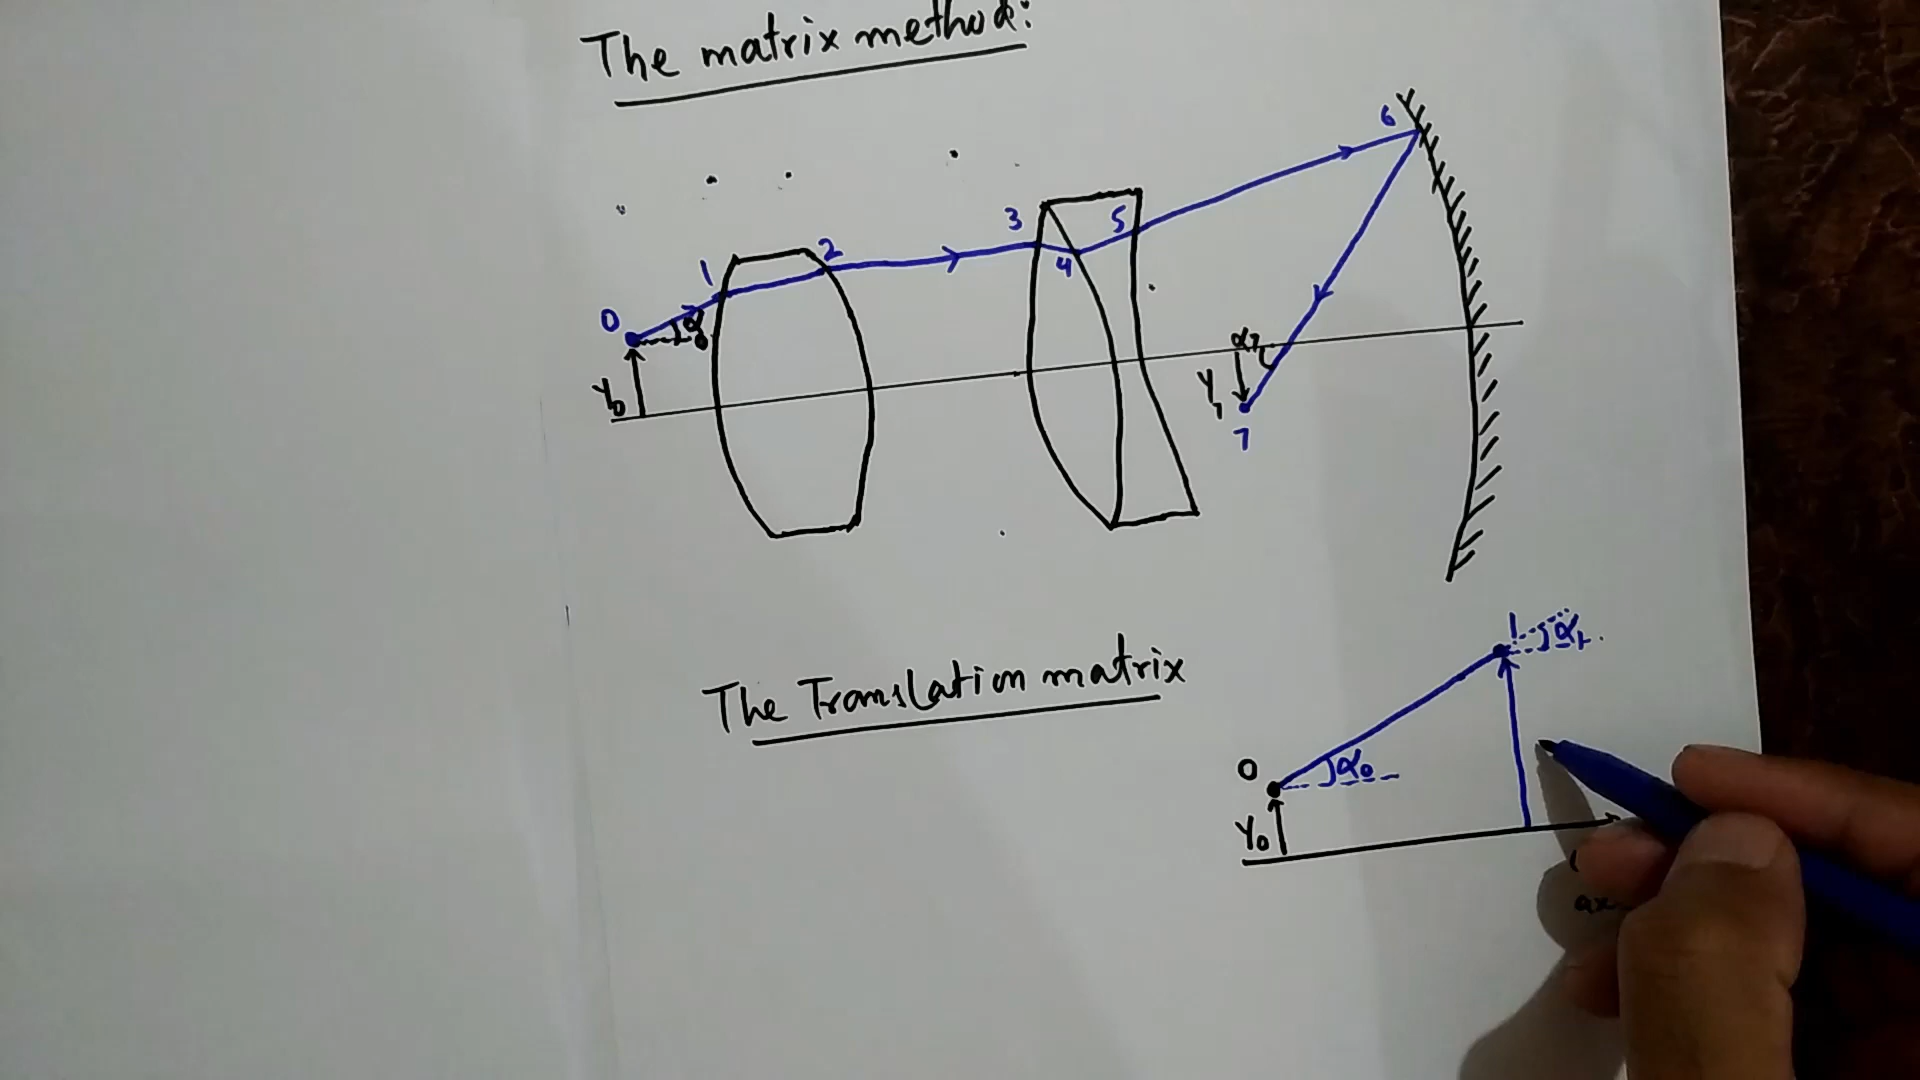 The matrix method:
6
3
5
2
4
1
0
α0
α7
Y0
Y7
7
1
α1
The Translation matrix
0
α0
Y0